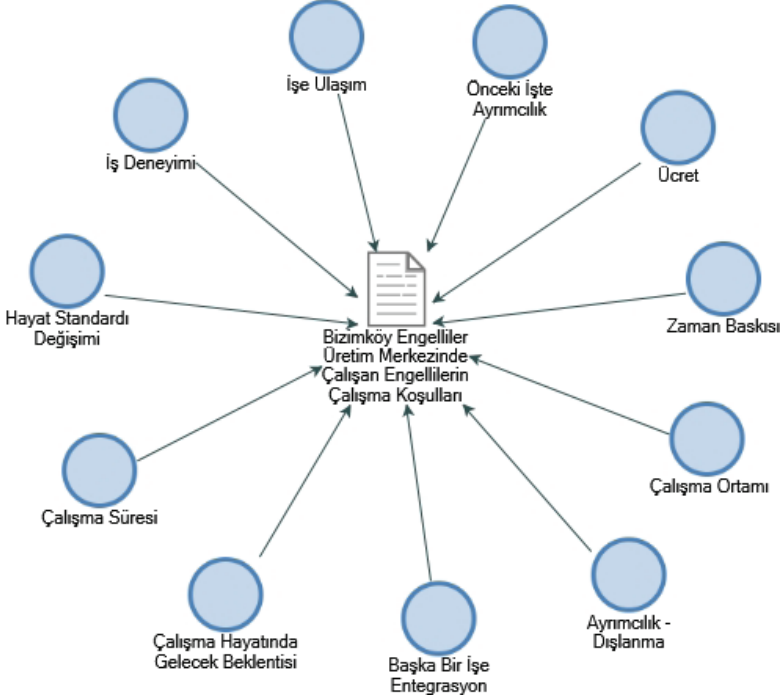 İşe Ulaşım
Önceki İşte
Ayrımcılık
İş Deneyimi
Ücret
Hayat Standardı
Değişimi
Zaman Baskısı
Bizimköy Engelliler
Üretim Merkezinde
Çalışan Engellilerin
Çalışma Koşulları
Çalışma Süresi
Çalışma Ortamı
Çalışma Hayatında
Gelecek Beklentisi
Başka Bir İşe
Entegrasyon
Ayrımcılık -
Dışlanma